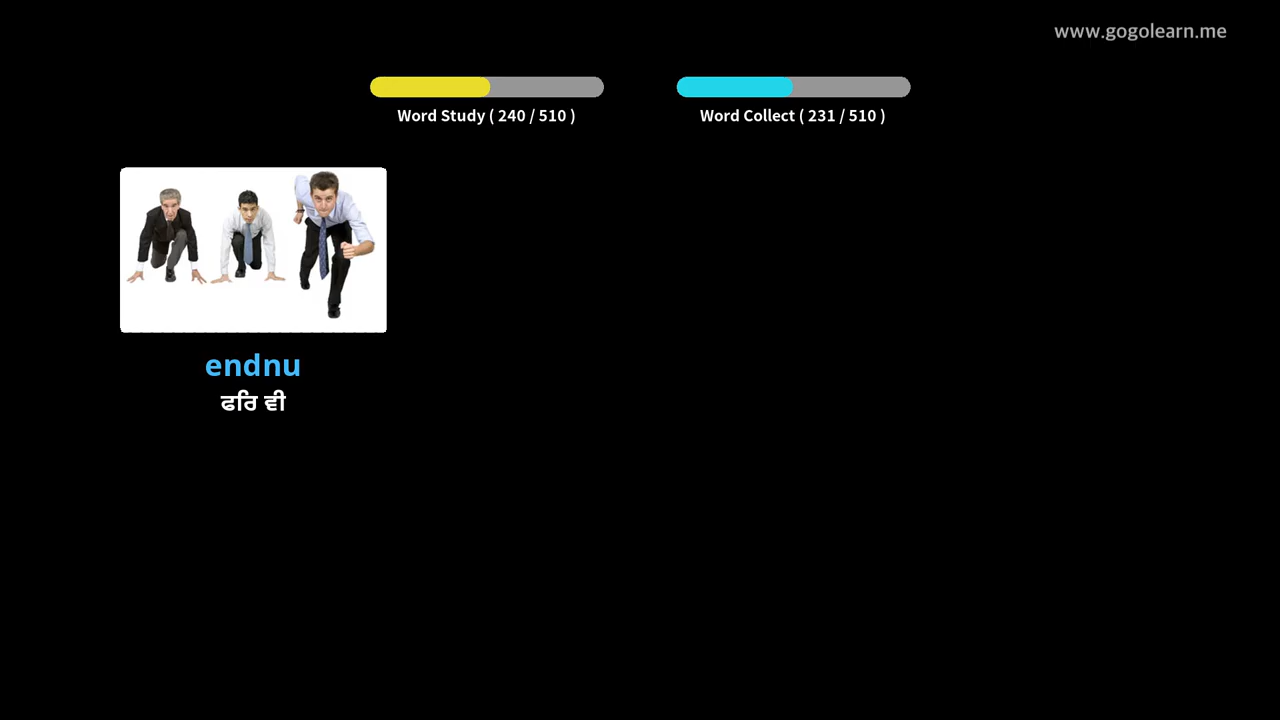 www.gogolearn.me
Word Study ( 240 / 510 )
Word Collect ( 231 / 510 )
endnu
ਫਿਰ ਵੀ